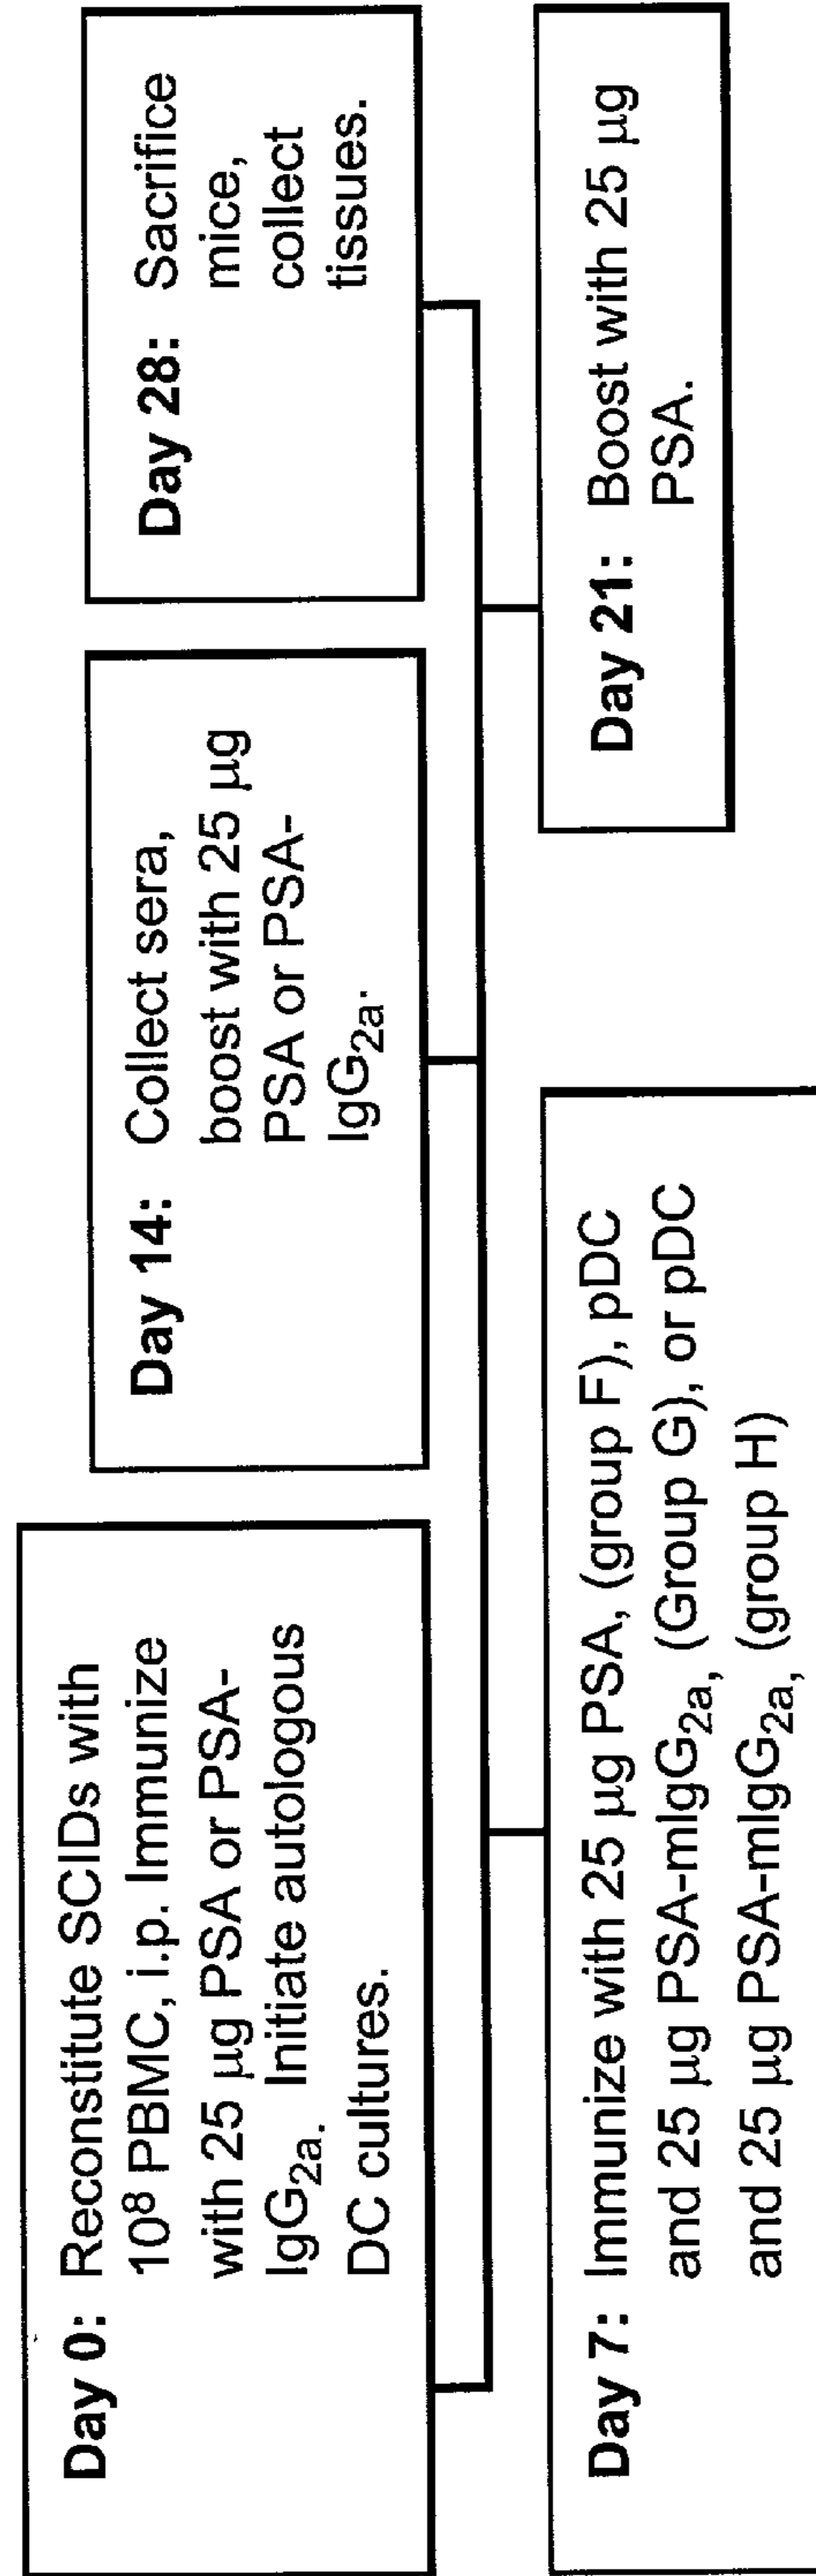 Day 0: Reconstitute SCIDs with
10⁸ PBMC, i.p. Immunize
with 25 µg PSA or PSA-
IgG₂ₐ. Initiate autologous
DC cultures.
Day 7: Immunize with 25 µg PSA, (group F), pDC
and 25 µg PSA-mIgG₂ₐ, (Group G), or pDC
and 25 µg PSA-mIgG₂ₐ, (group H)
Day 14: Collect sera,
boost with 25 µg
PSA or PSA-
IgG₂ₐ.
Day 21: Boost with 25 µg
PSA.
Day 28: Sacrifice
mice,
collect
tissues.